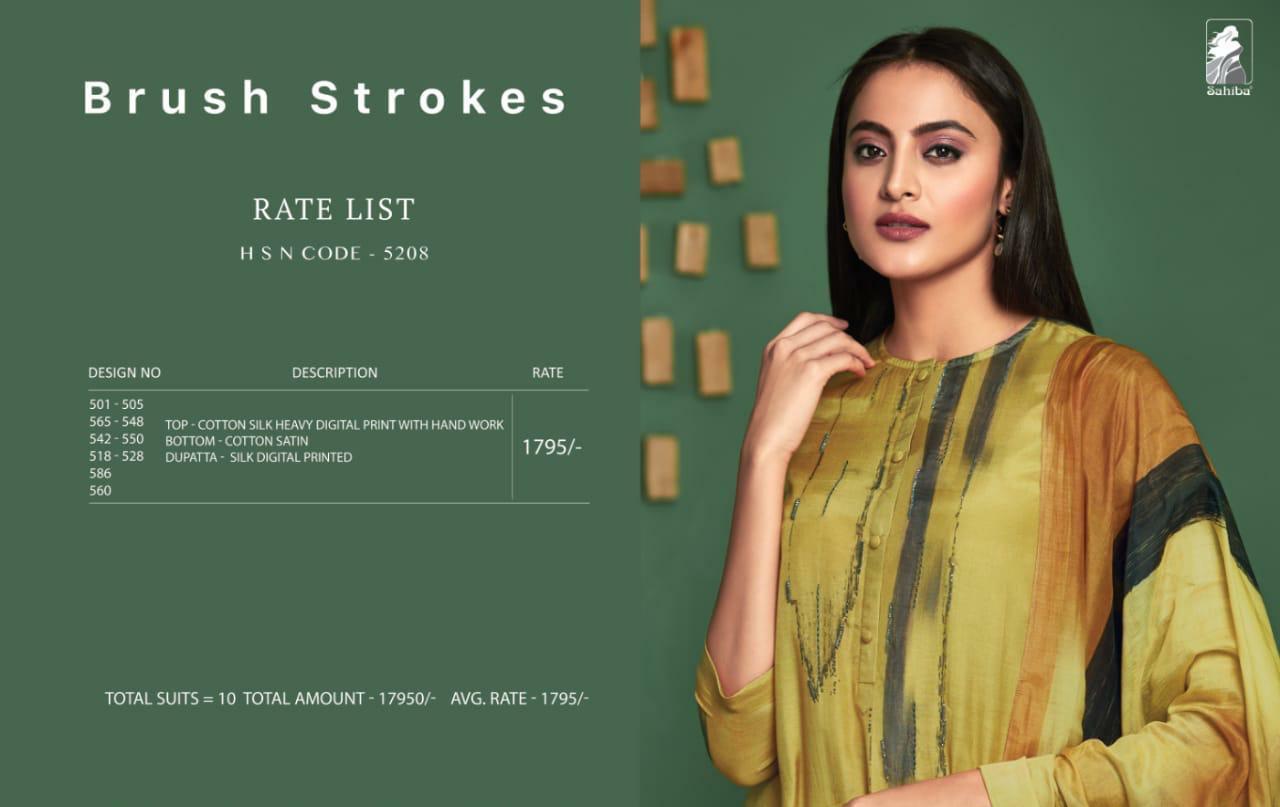 Brush Strokes
RATE LIST
H S N CODE - 5208
DESIGN NO DESCRIPTION RATE
501 - 505
565 - 548
542 - 550
518 - 528
586
560
TOP - COTTON SILK HEAVY DIGITAL PRINT WITH HAND WORK
BOTTOM - COTTON SATIN
DUPATTA - SILK DIGITAL PRINTED
1795/-
TOTAL SUITS = 10 TOTAL AMOUNT - 17950/- AVG. RATE - 1795/-
Sahiba